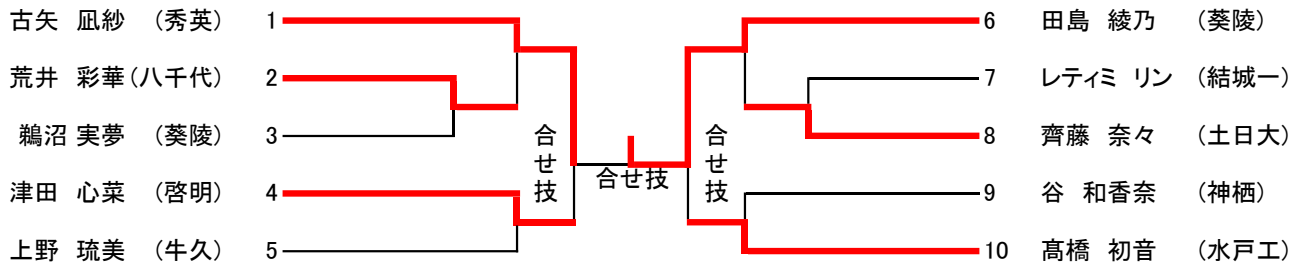 古矢 凪紗 (秀英) 1
荒井 彩華(八千代) 2
鵜沼 実夢 (葵陵) 3
津田 心菜 (啓明) 4
上野 琉美 (牛久) 5
合せ技
合せ技
合せ技
6 田島 綾乃 (葵陵)
7 レティミ リン (結城一)
8 齊藤 奈々 (土日大)
9 谷 和香奈 (神栖)
10 髙橋 初音 (水戸工)